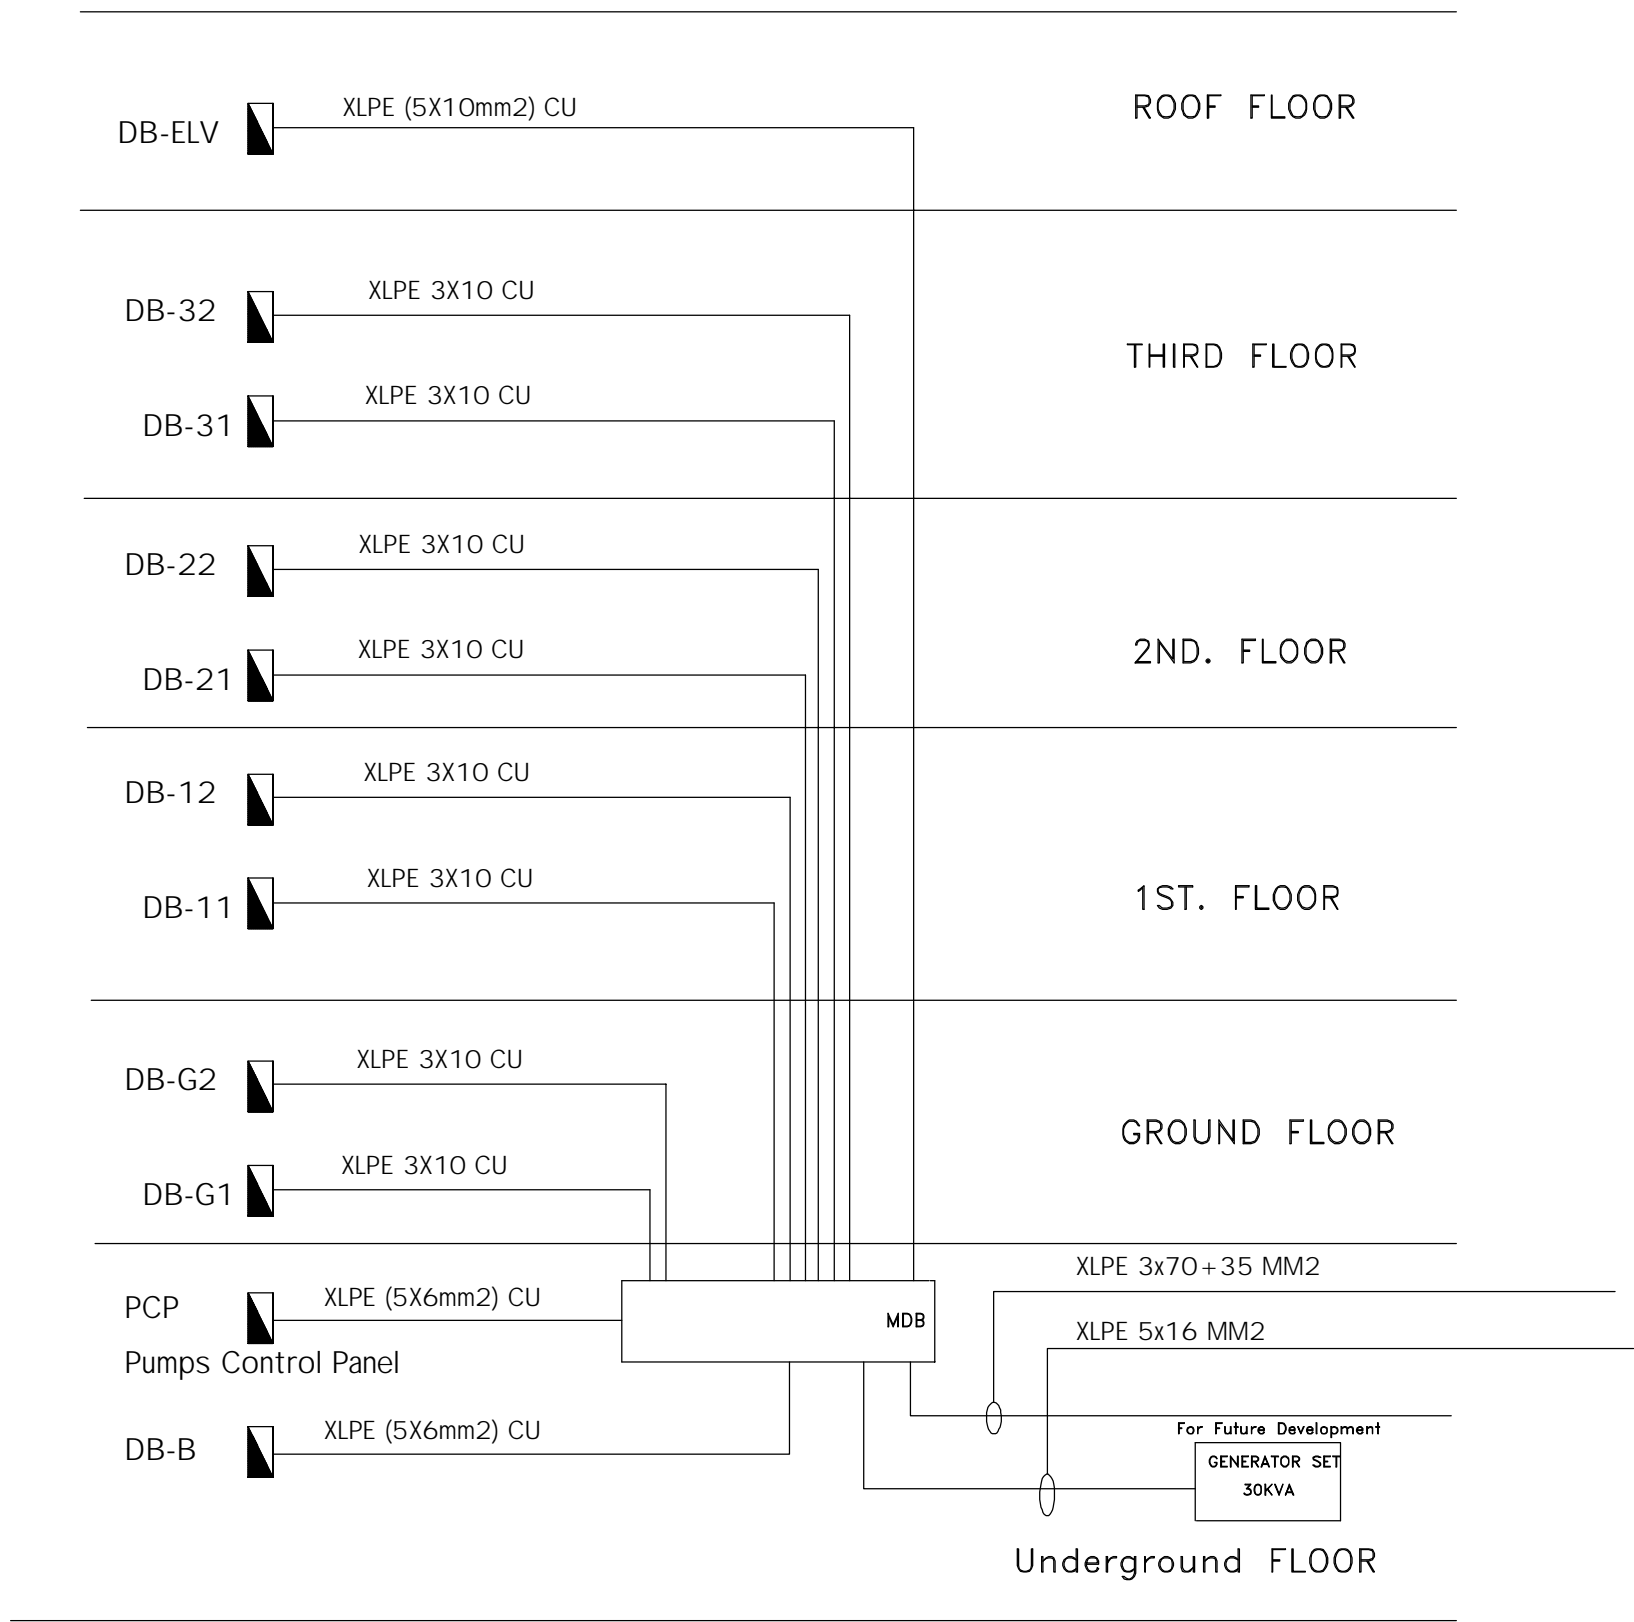 XLPE (5X10mm2) CU
ROOF FLOOR
DB-ELV
XLPE 3X10 CU
DB-32
THIRD FLOOR
XLPE 3X10 CU
DB-31
XLPE 3X10 CU
DB-22
XLPE 3X10 CU
2ND. FLOOR
DB-21
XLPE 3X10 CU
DB-12
XLPE 3X10 CU
1ST. FLOOR
DB-11
XLPE 3X10 CU
DB-G2
GROUND FLOOR
XLPE 3X10 CU
DB-G1
XLPE 3x70+35 MM2
XLPE (5X6mm2) CU
PCP
MDB
XLPE 5x16 MM2
Pumps Control Panel
XLPE (5X6mm2) CU
For Future Development
DB-B
GENERATOR SET
30KVA
Underground FLOOR